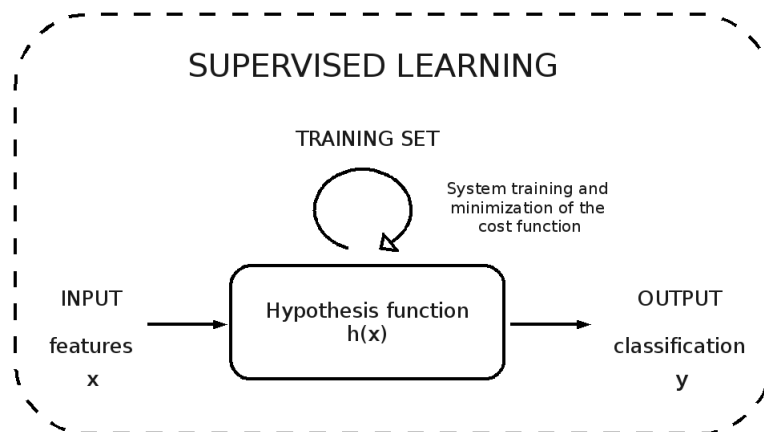 SUPERVISED LEARNING
TRAINING SET
System training and
minimization of the
cost function
INPUT
features
x
Hypothesis function
h(x)
OUTPUT
classification
y